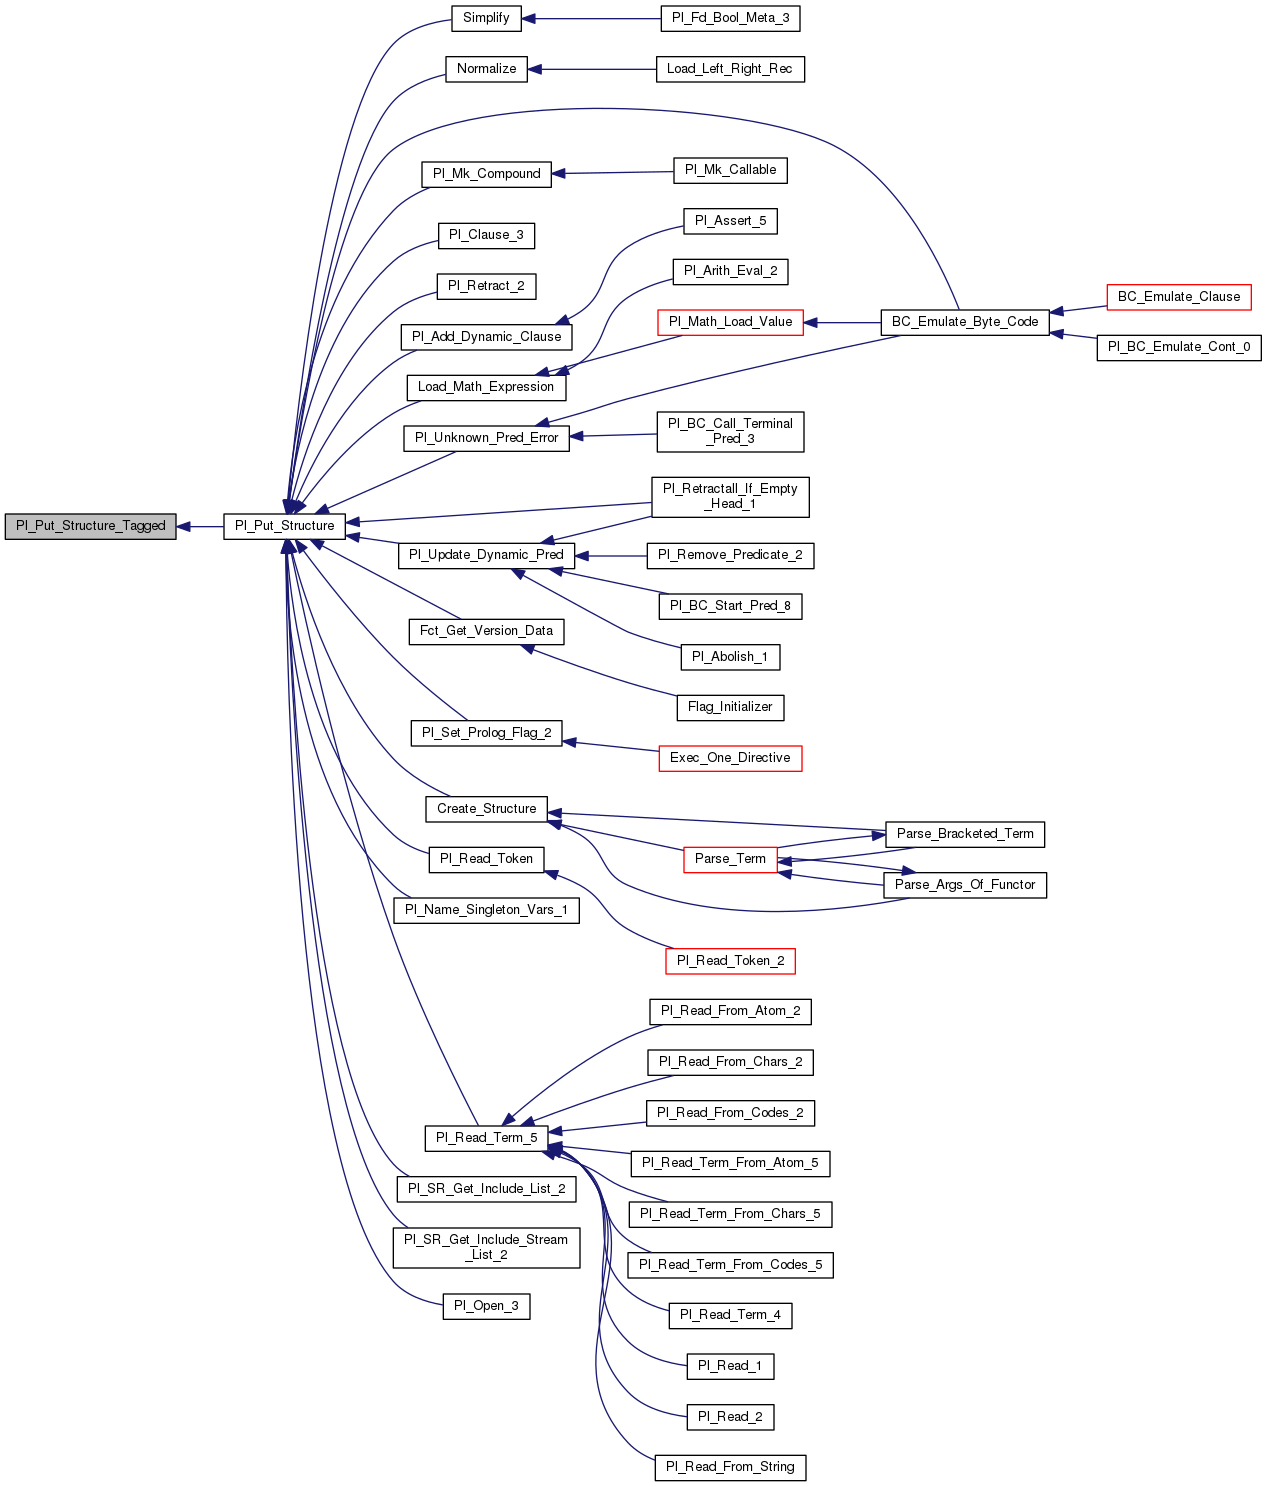 Simplify
Pl_Fd_Bool_Meta_3
Normalize
Load_Left_Right_Rec
Pl_Mk_Compound
Pl_Mk_Callable
Pl_Assert_5
Pl_Clause_3
Pl_Arith_Eval_2
Pl_Retract_2
BC_Emulate_Clause
Pl_Math_Load_Value
BC_Emulate_Byte_Code
Pl_Add_Dynamic_Clause
Pl_BC_Emulate_Cont_0
Load_Math_Expression
Pl_Unknown_Pred_Error
Pl_BC_Call_Terminal
_Pred_3
Pl_Retractall_If_Empty
_Head_1
Pl_Put_Structure_Tagged
Pl_Put_Structure
Pl_Update_Dynamic_Pred
Pl_Remove_Predicate_2
Pl_BC_Start_Pred_8
Fct_Get_Version_Data
Pl_Abolish_1
Flag_Initializer
Pl_Set_Prolog_Flag_2
Exec_One_Directive
Create_Structure
Parse_Bracketed_Term
Pl_Read_Token
Parse_Term
Parse_Args_Of_Functor
Pl_Name_Singleton_Vars_1
Pl_Read_Token_2
Pl_Read_From_Atom_2
Pl_Read_From_Chars_2
Pl_Read_From_Codes_2
Pl_Read_Term_5
Pl_Read_Term_From_Atom_5
Pl_SR_Get_Include_List_2
Pl_Read_Term_From_Chars_5
Pl_SR_Get_Include_Stream
_List_2
Pl_Read_Term_From_Codes_5
Pl_Open_3
Pl_Read_Term_4
Pl_Read_1
Pl_Read_2
Pl_Read_From_String